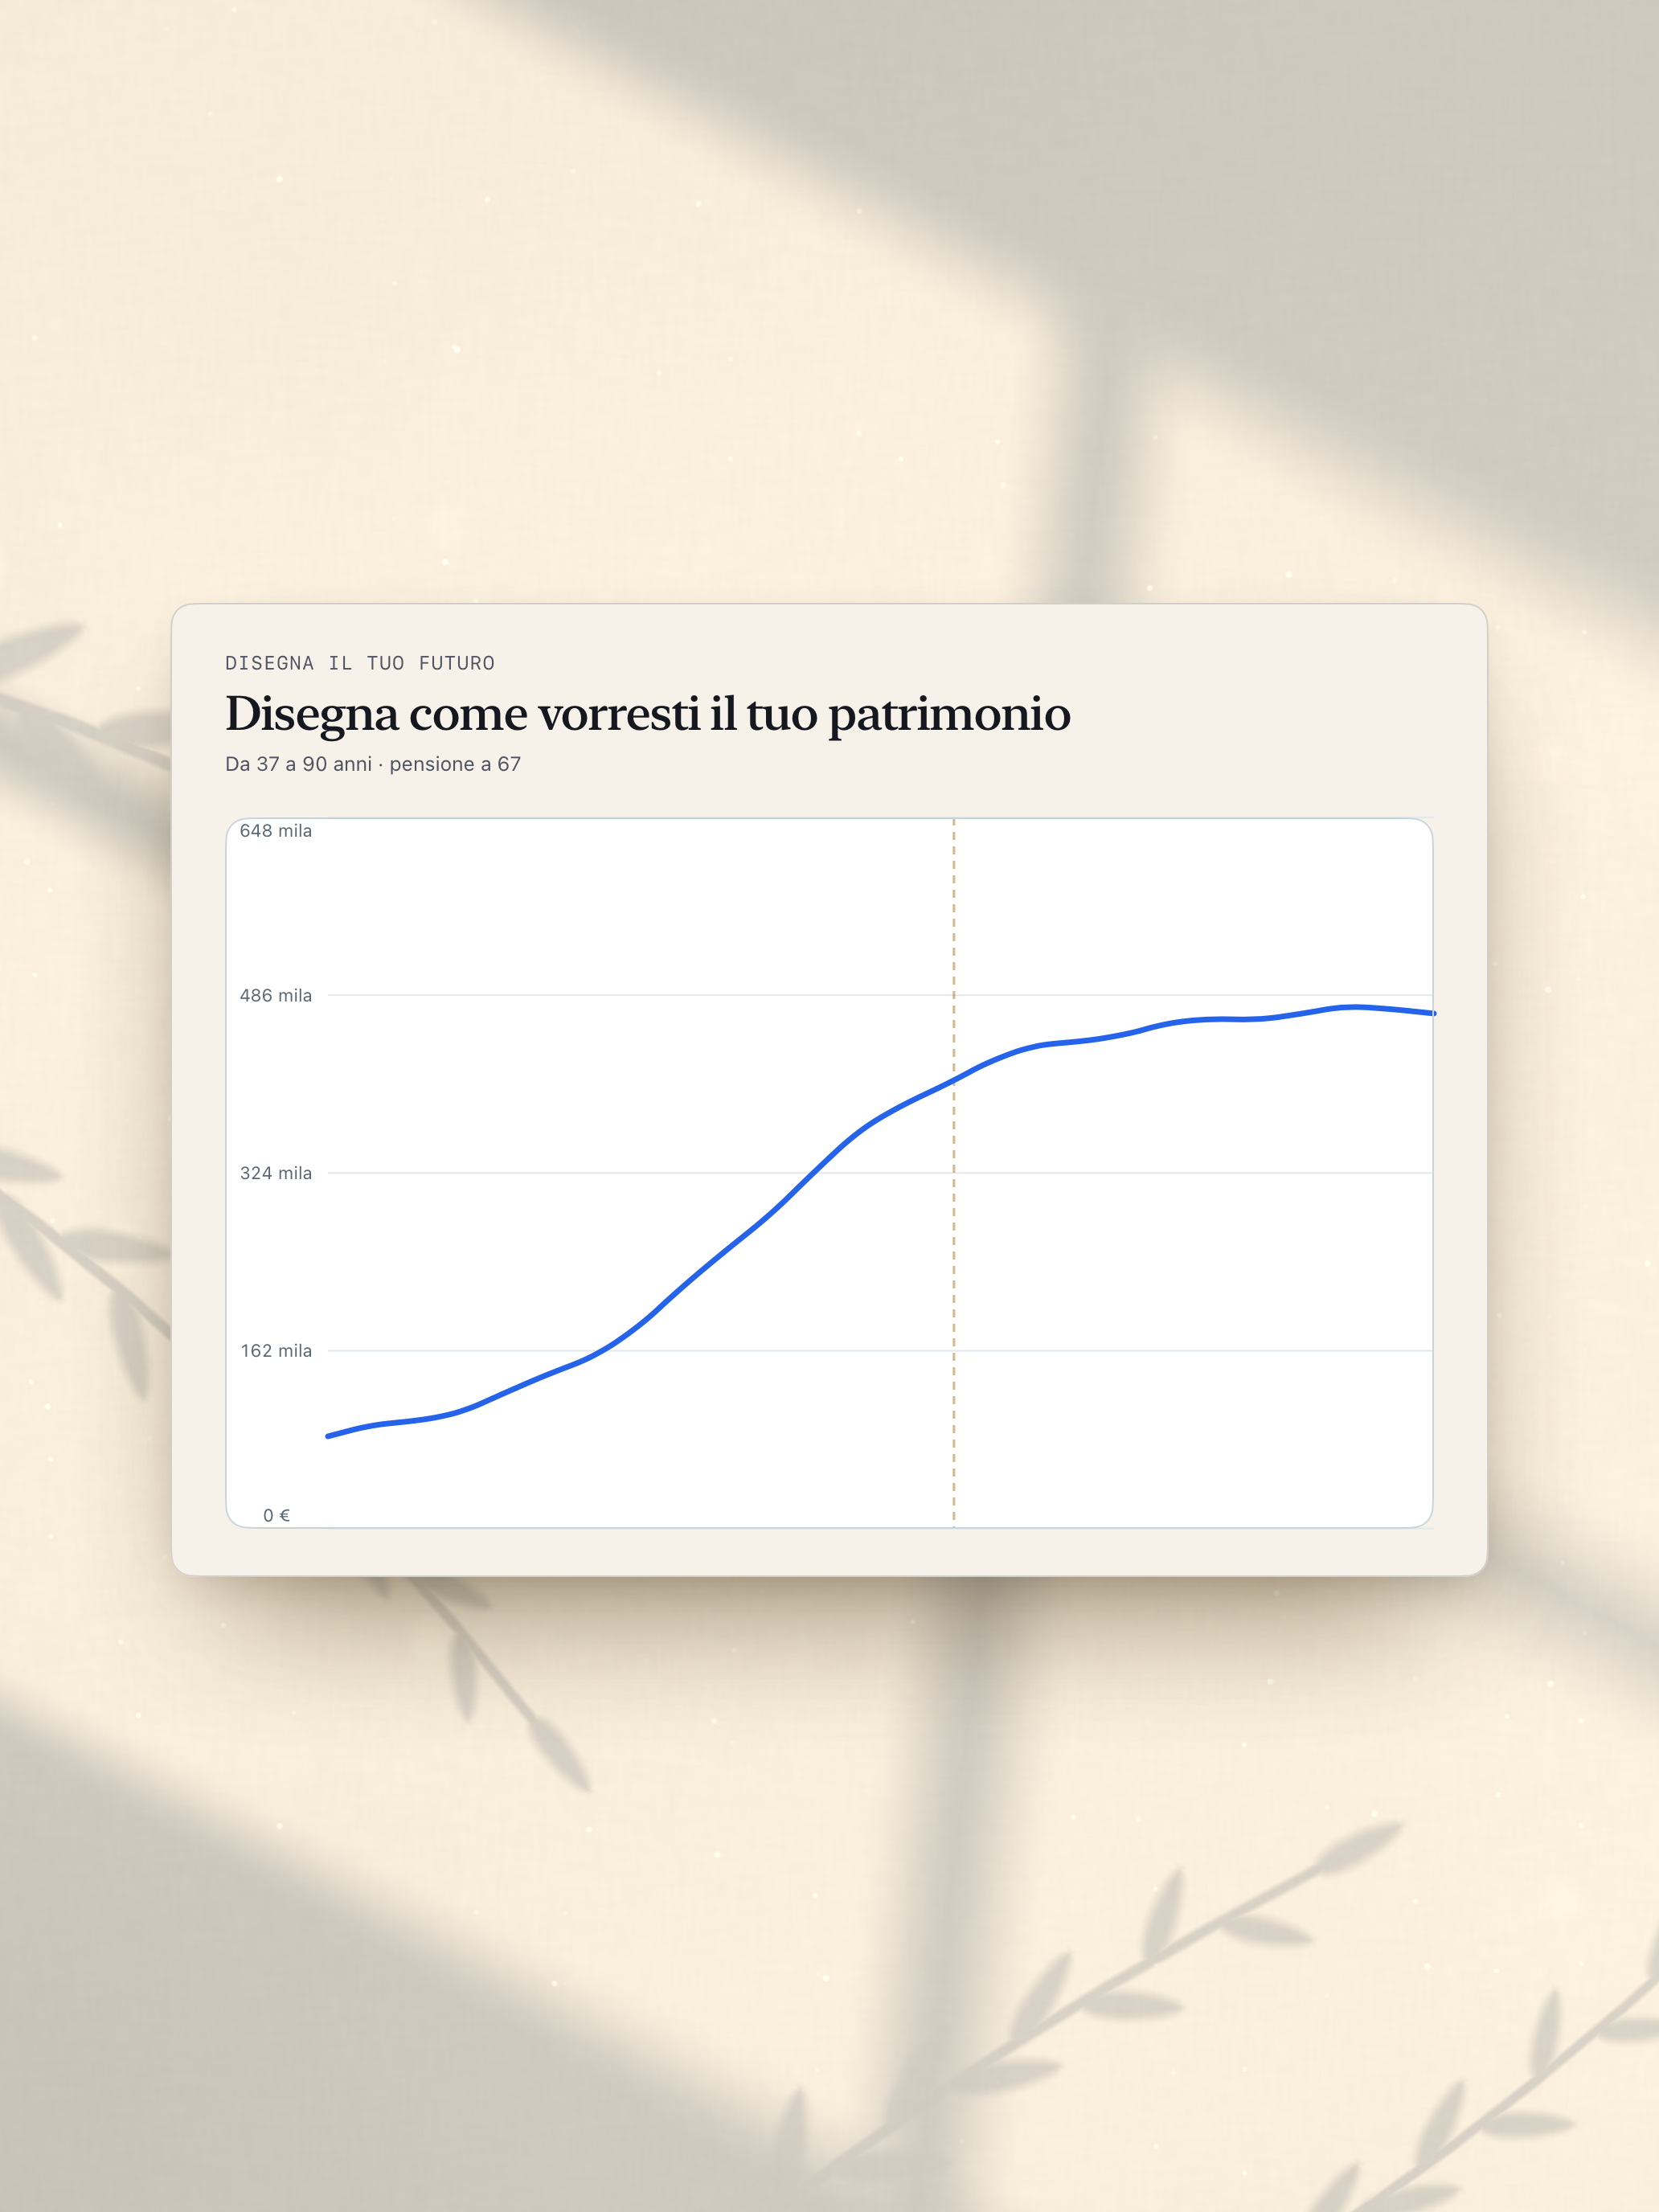 DISEGNA IL TUO FUTURO
Disegna come vorresti il tuo patrimonio
Da 37 a 90 anni · pensione a 67
648 mila
486 mila
324 mila
162 mila
0 €